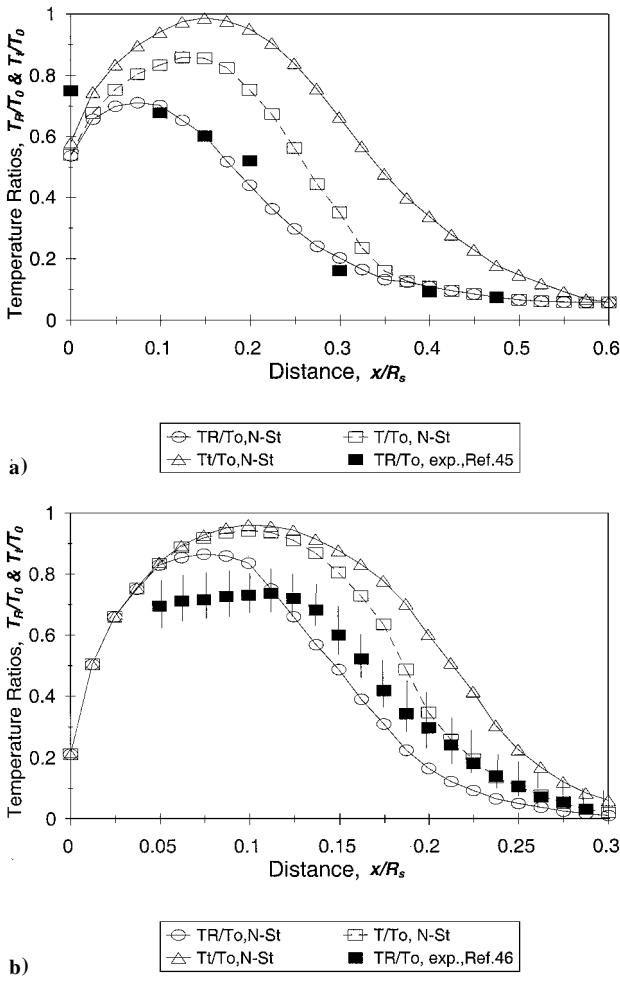 1
0.8
0.6
0.4
0.2
0
Temperature Ratios, TR/T0 & Tt/T0
0 0.1 0.2 0.3 0.4 0.5 0.6
Distance, x/Rs
TR/To,N-St T/To, N-St
Tt/To,N-St TR/To, exp.,Ref.45
a)
1
0.8
0.6
0.4
0.2
0
Temperature Ratios, TR/T0 & Tt/T0
0 0.05 0.1 0.15 0.2 0.25 0.3
Distance, x/Rs
TR/To,N-St T/To, N-St
Tt/To,N-St TR/To, exp.,Ref.46
b)